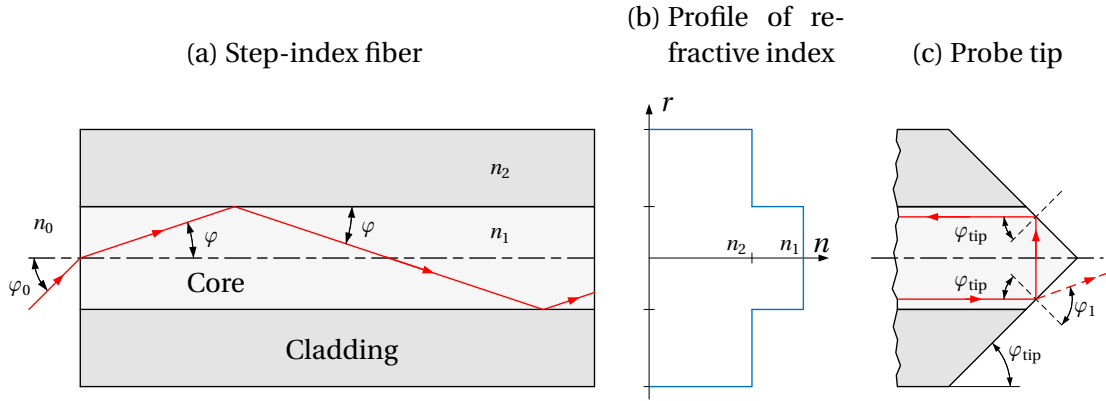 (a) Step-index fiber
(b) Profile of re-
fractive index
(c) Probe tip
n₂
n₀
φ
φ
n₁
φ₀
Core
Cladding
r
n₂
n₁
n
φtip
φtip
φ₁
φtip